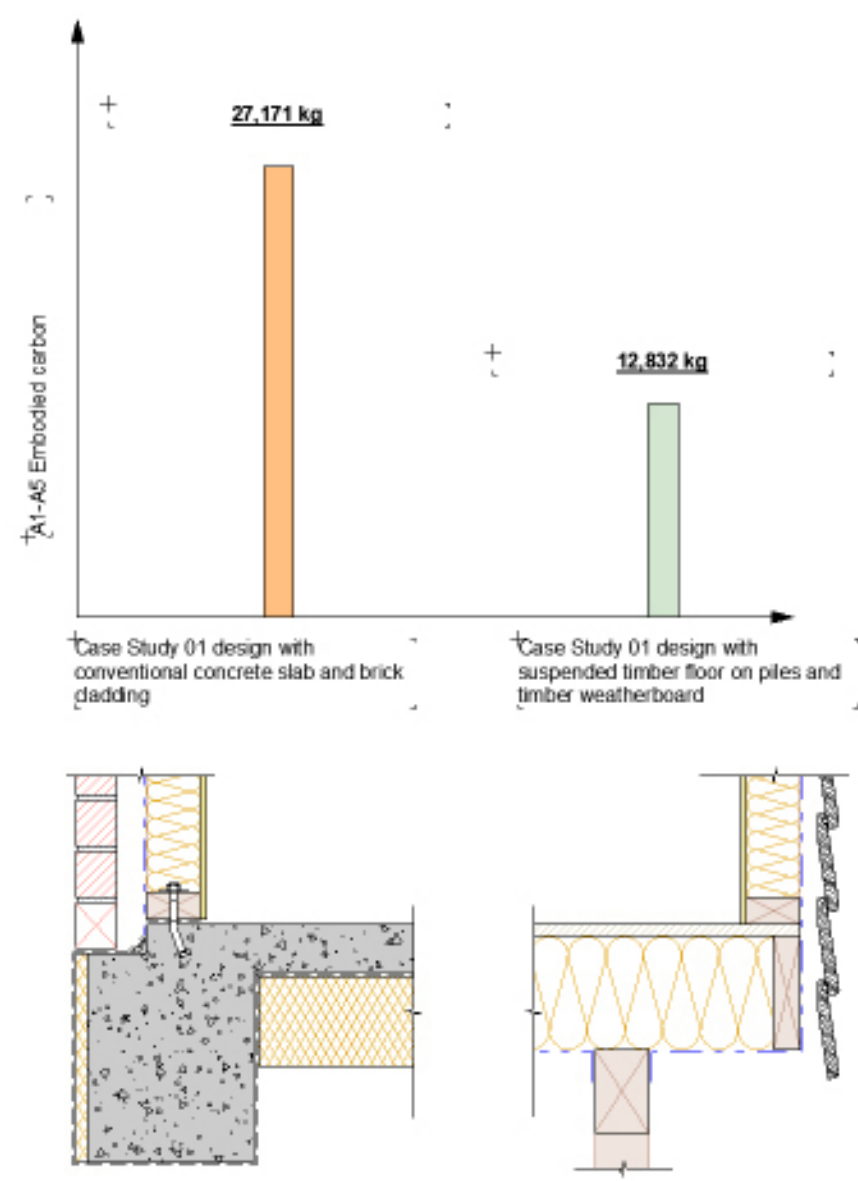 27,171 kg
12,832 kg
A1-A5 Embodied carbon
Case Study 01 design with
conventional concrete slab and brick
cladding
Case Study 01 design with
suspended timber floor on piles and
timber weatherboard